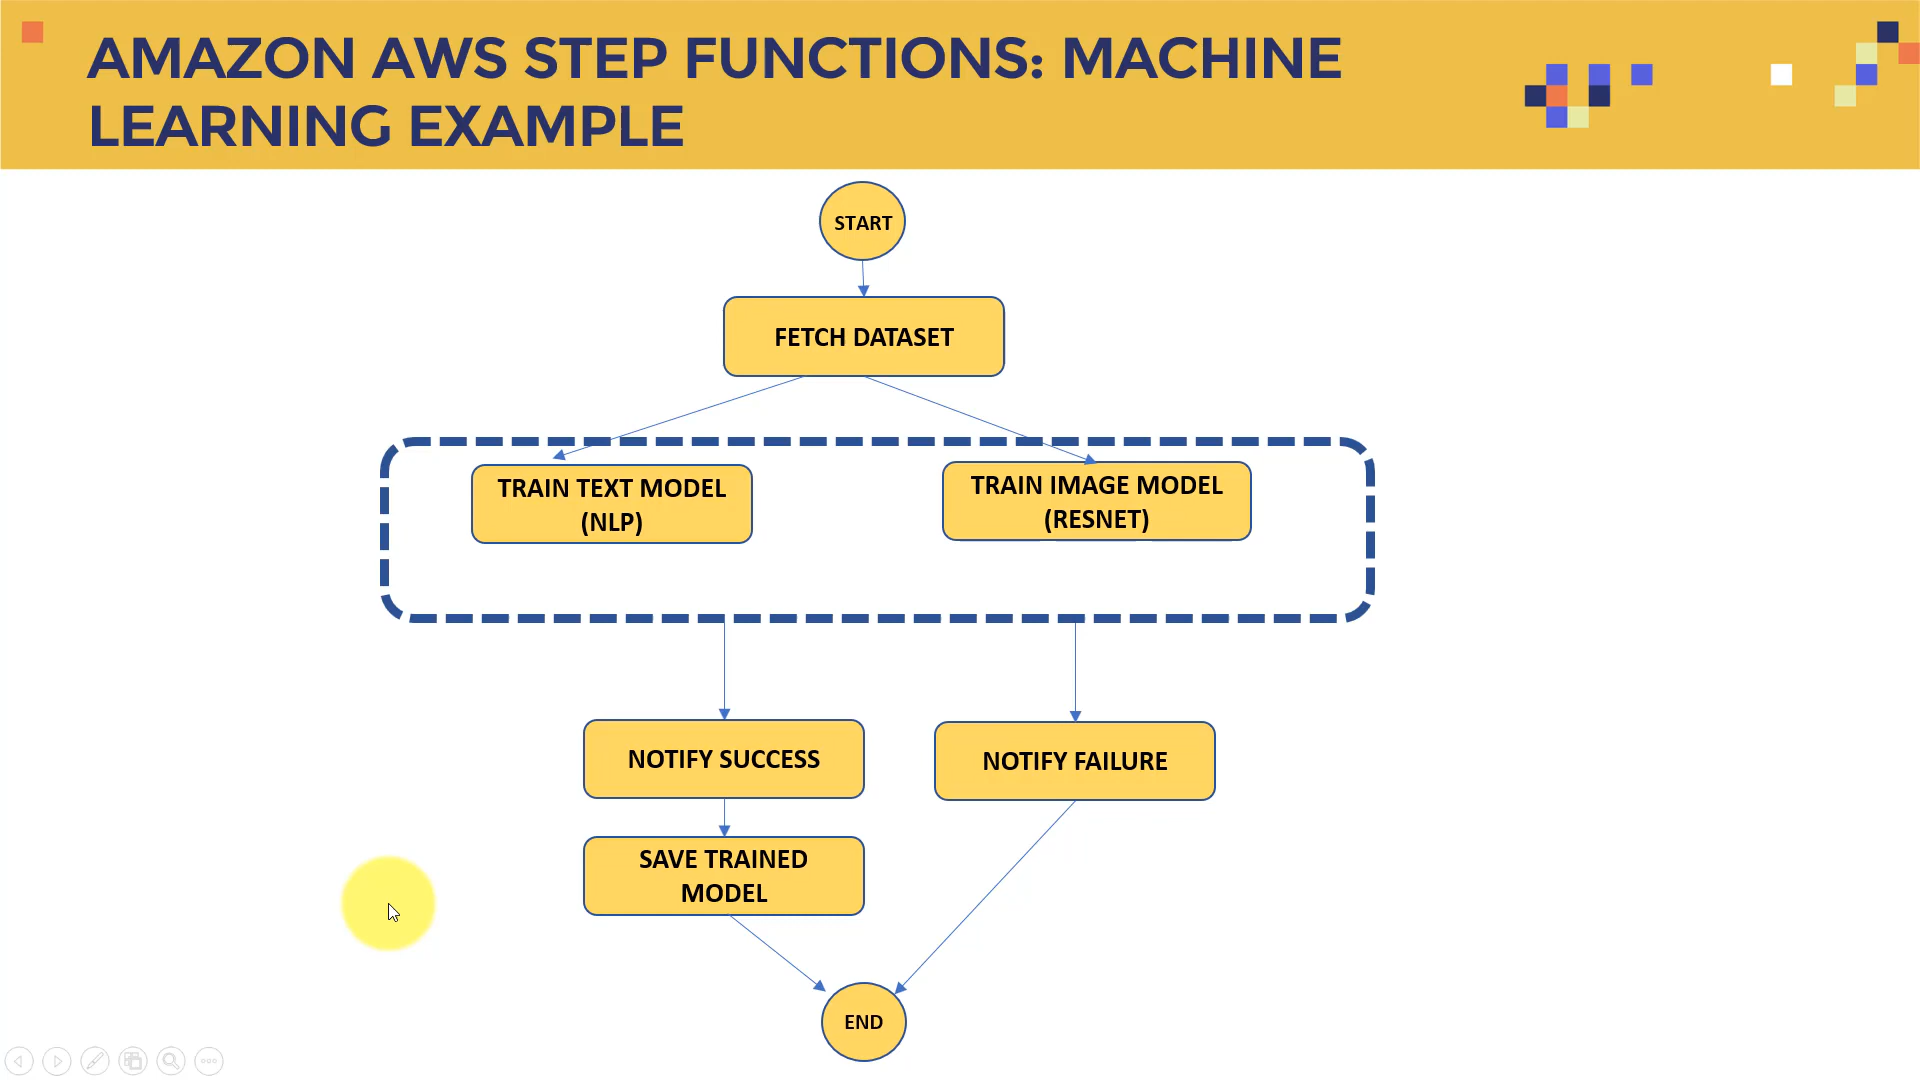 AMAZON AWS STEP FUNCTIONS: MACHINE
LEARNING EXAMPLE
START
FETCH DATASET
TRAIN TEXT MODEL
(NLP)
TRAIN IMAGE MODEL
(RESNET)
NOTIFY SUCCESS
NOTIFY FAILURE
SAVE TRAINED
MODEL
END